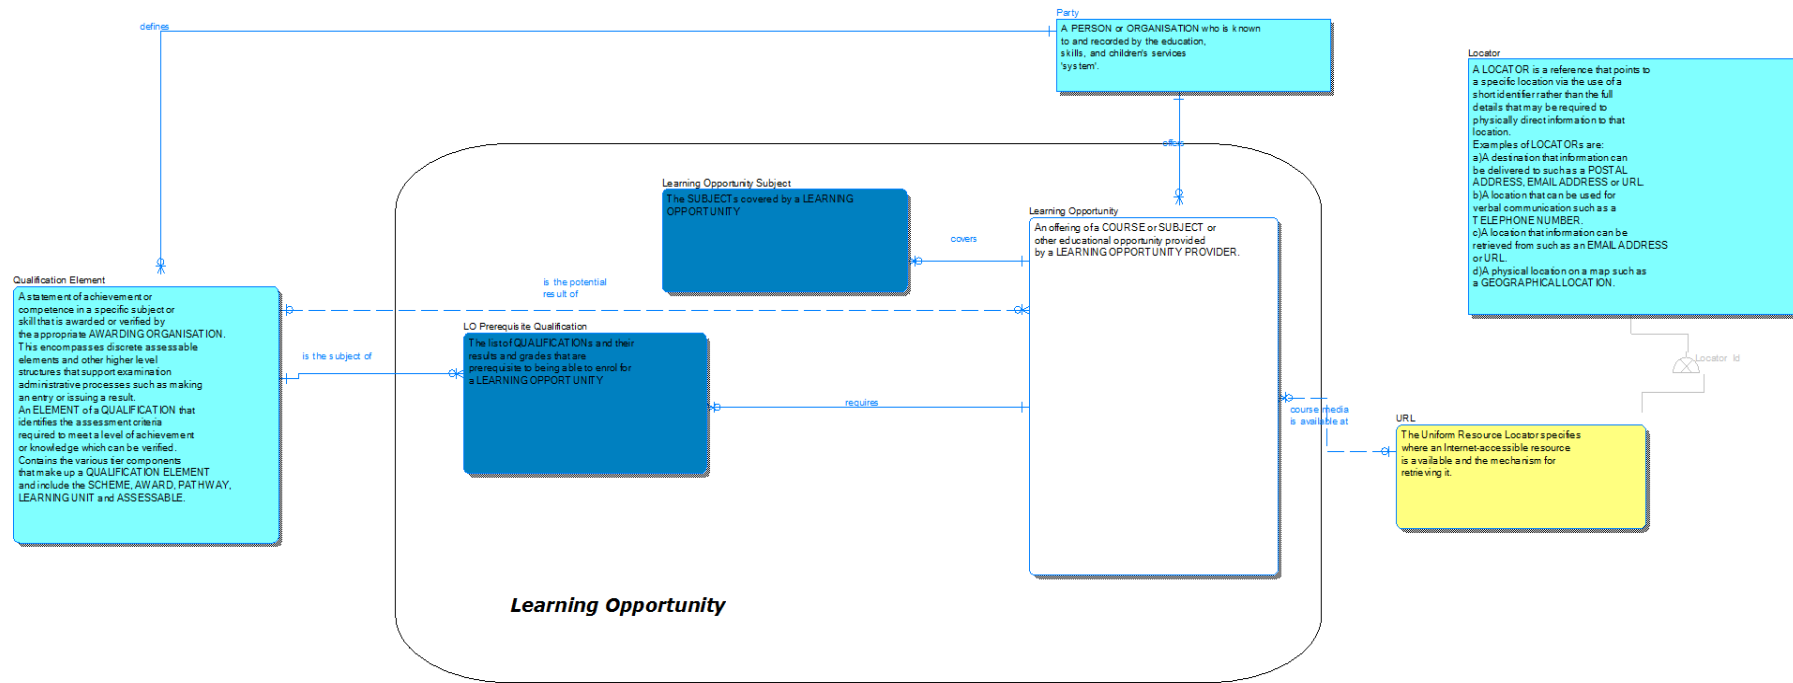 Party
defines
A PERSON or ORGANISATION who is known
to and recorded by the education,
skills, and children's services
'system'.
offers
Locator
A LOCATOR is a reference that points to
a specific location via the use of a
short identifier rather than the full
details that may be required to
physically direct information to that
location.
Examples of LOCATORs are:
a)A destination that information can
be delivered to such as a POSTAL
ADDRESS, EMAIL ADDRESS or URL.
b)A location that can be used for
verbal communication such as a
TELEPHONE NUMBER.
c)A location that information can be
retrieved from such as an EMAIL ADDRESS
or URL.
d)A physical location on a map such as
a GEOGRAPHICAL LOCATION.
Locator Id
Learning Opportunity Subject
The SUBJECTs covered by a LEARNING
OPPORTUNITY
covers
Learning Opportunity
An offering of a COURSE or SUBJECT or
other educational opportunity provided
by a LEARNING OPPORTUNITY PROVIDER.
Qualification Element
A statement of achievement or
competence in a specific subject or
skill that is awarded or verified by
the appropriate AWARDING ORGANISATION.
This encompasses discrete assessable
elements and other higher level
structures that support examination
administrative processes such as making
an entry or issuing a result.
An ELEMENT of a QUALIFICATION that
identifies the assessment criteria
required to meet a level of achievement
or knowledge which can be verified.
Contains the various tier components
that make up a QUALIFICATION ELEMENT
and include the SCHEME, AWARD, PATHWAY,
LEARNING UNIT and ASSESSABLE.
is the potential
result of
is the subject of
LO Prerequisite Qualification
The list of QUALIFICATIONs and their
results and grades that are
prerequisite to being able to enrol for
a LEARNING OPPORTUNITY
requires
course media
is available at
URL
The Uniform Resource Locator specifies
where an Internet-accessible resource
is available and the mechanism for
retrieving it.
Learning Opportunity